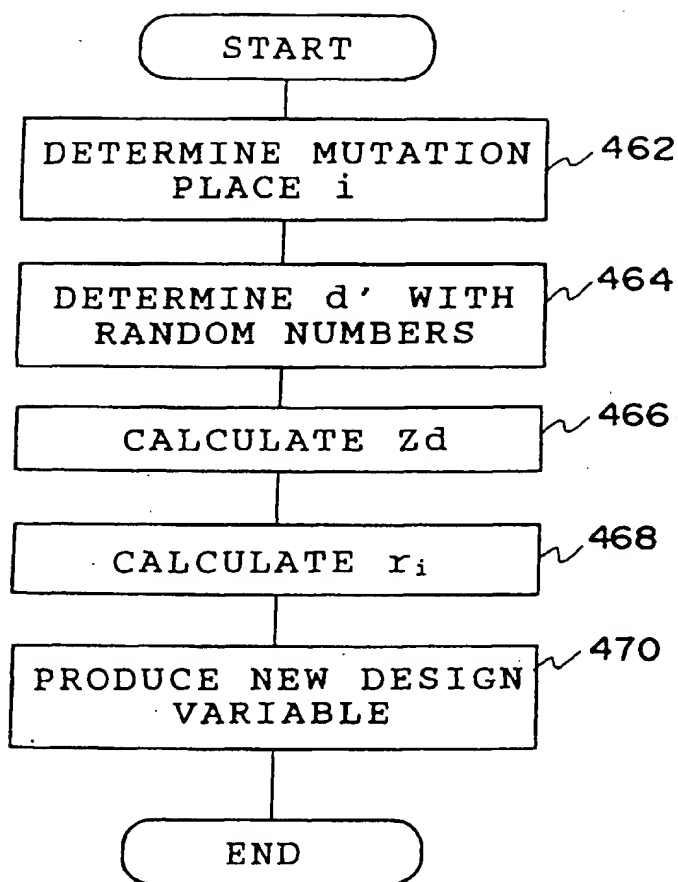 START
DETERMINE MUTATION
PLACE i
462
DETERMINE d' WITH
RANDOM NUMBERS
464
CALCULATE Zd
466
CALCULATE ri
468
PRODUCE NEW DESIGN
VARIABLE
470
END